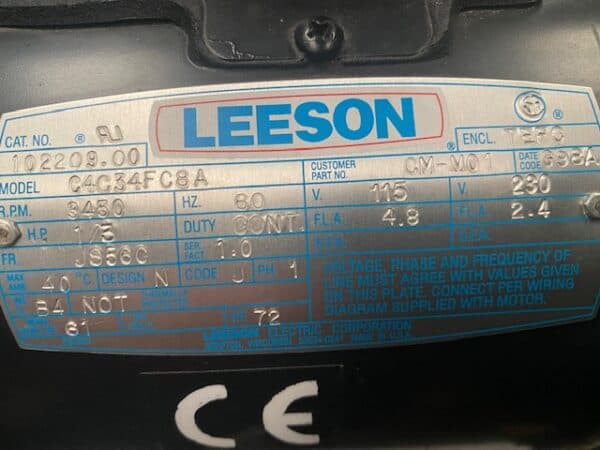 LEESON ®
CAT. NO. 102209.00 ®
ENCL. TEFC ®
MODEL C4C34FC8A
CUSTOMER PART NO. CM-M01
DATE CODE
R.P.M. 3450
HZ. 60
V. 115
V. 230
H.P. 1/3
DUTY CONT.
F.L.A. 4.8
F.L.A. 2.4
FR
SER. FACT. 1.0
S.F.A.
S.F.A.
MAX AMB. 40 °C
DESIGN N
CODE J
PH 1
84 NOT
61
72
VOLTAGE, PHASE AND FREQUENCY OF
LINE MUST AGREE WITH VALUES GIVEN
ON THIS PLATE. CONNECT PER WIRING
DIAGRAM SUPPLIED WITH MOTOR.
LEESON ELECTRIC CORPORATION
CE